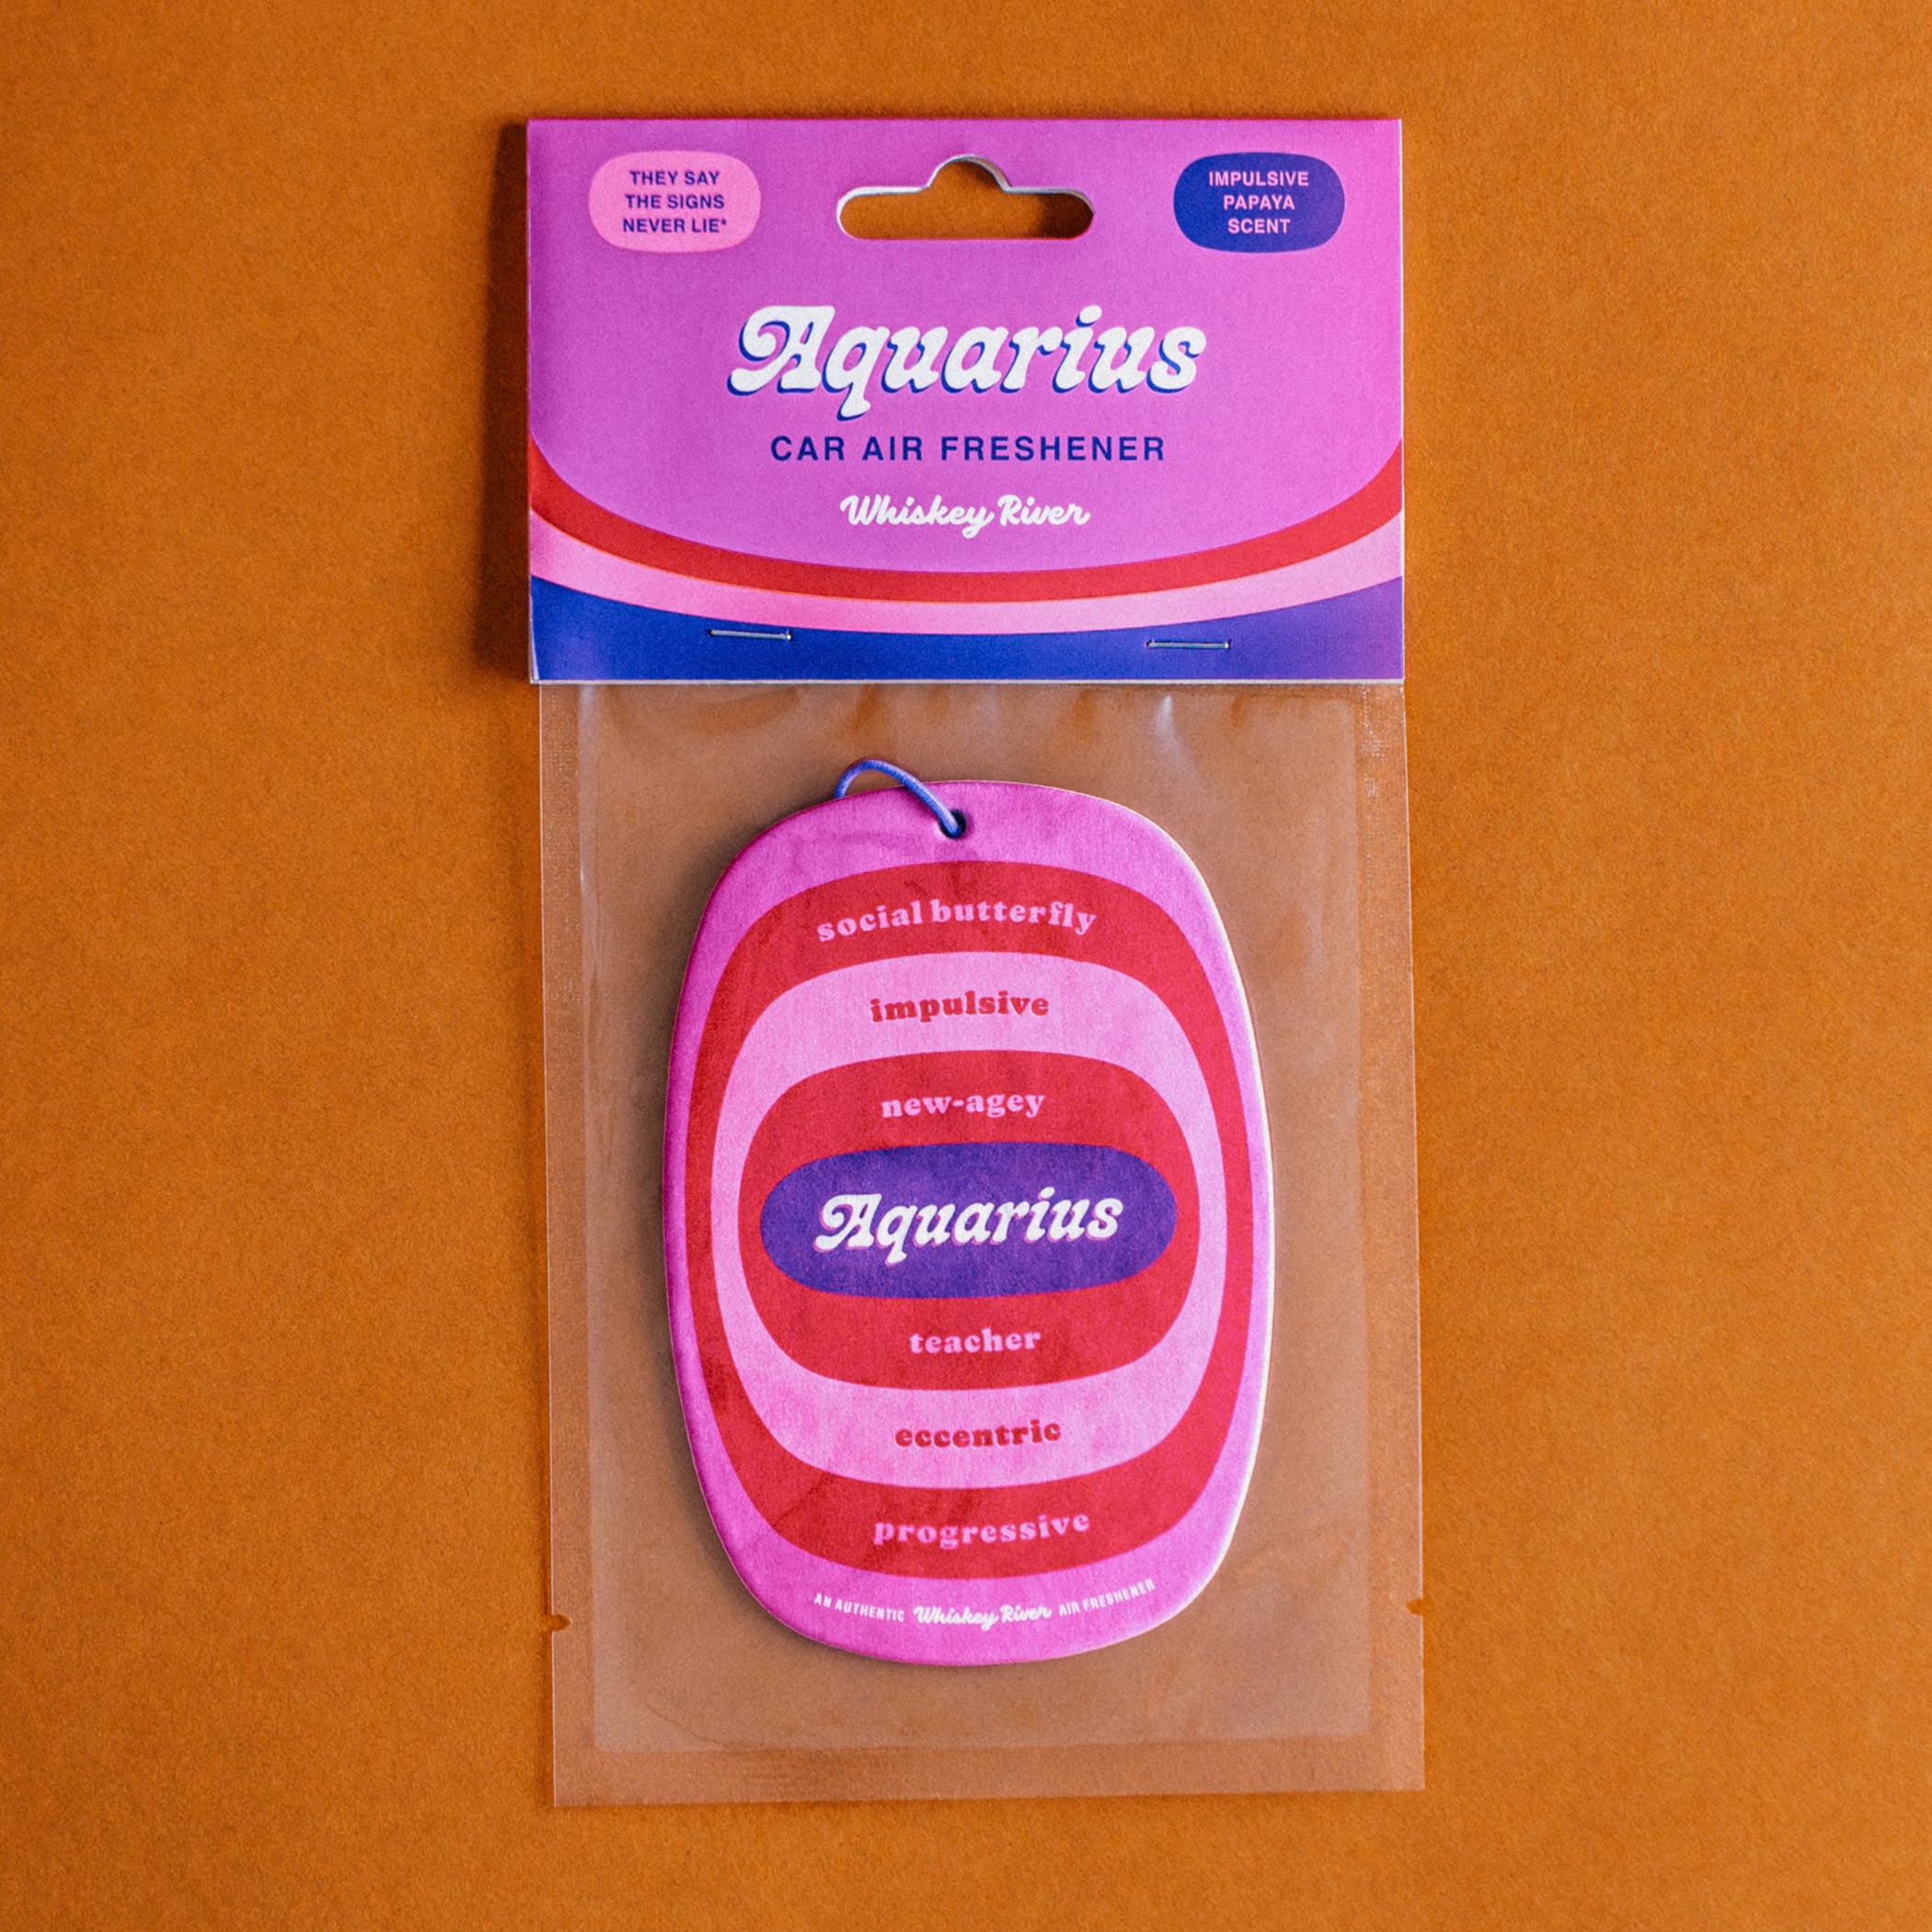 THEY SAY
THE SIGNS
NEVER LIE*
IMPULSIVE
PAPAYA
SCENT
Aquarius
CAR AIR FRESHENER
Whiskey River
social butterfly
impulsive
new-agey
Aquarius
teacher
eccentric
progressive
AN AUTHENTIC Whiskey River AIR FRESHENER